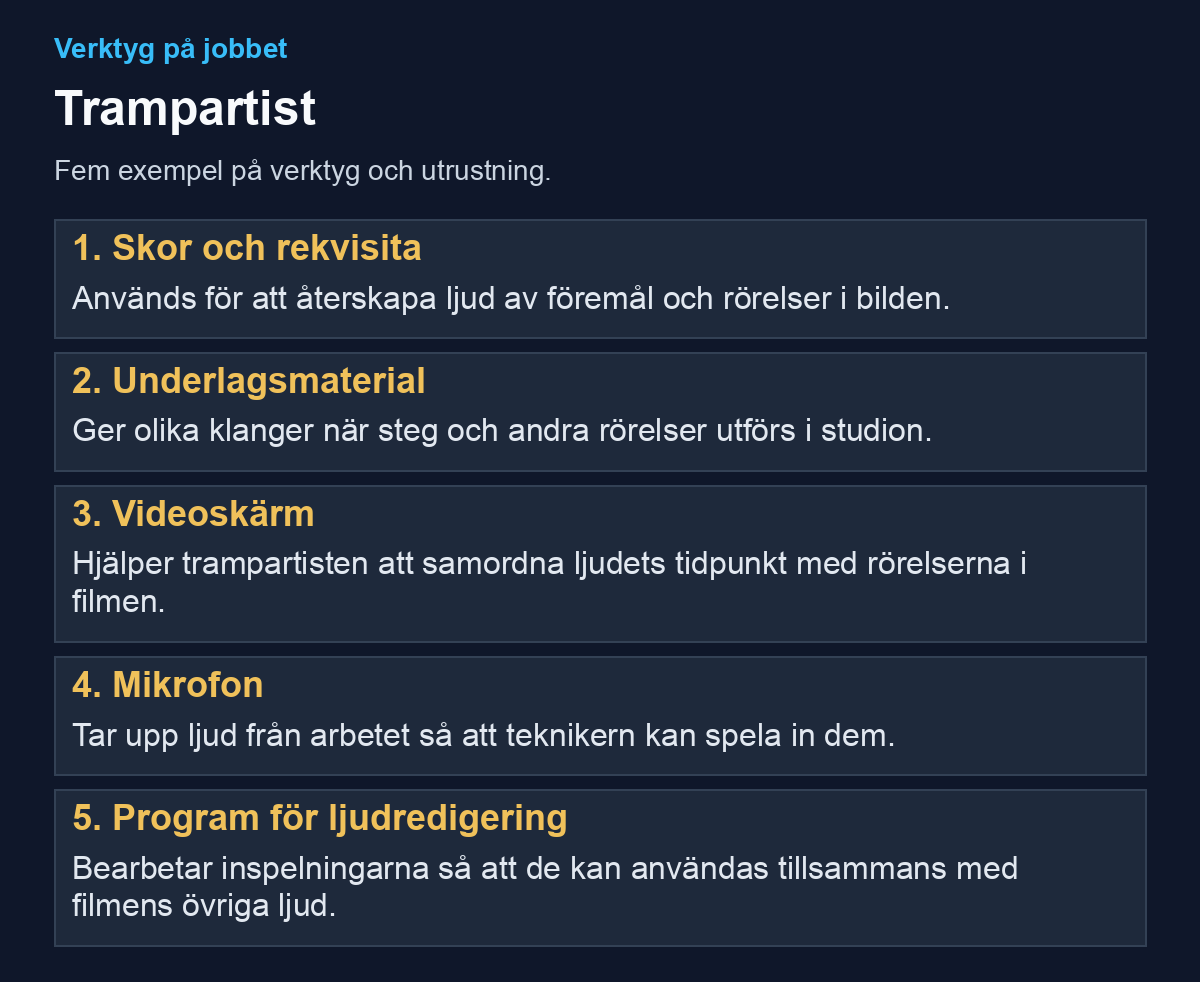 Verktyg på jobbet
Trampartist
Fem exempel på verktyg och utrustning.
1. Skor och rekvisita
Används för att återskapa ljud av föremål och rörelser i bilden.
2. Underlagsmaterial
Ger olika klanger när steg och andra rörelser utförs i studion.
3. Videoskärm
Hjälper trampartisten att samordna ljudets tidpunkt med rörelserna i
filmen.
4. Mikrofon
Tar upp ljud från arbetet så att teknikern kan spela in dem.
5. Program för ljudredigering
Bearbetar inspelningarna så att de kan användas tillsammans med
filmens övriga ljud.